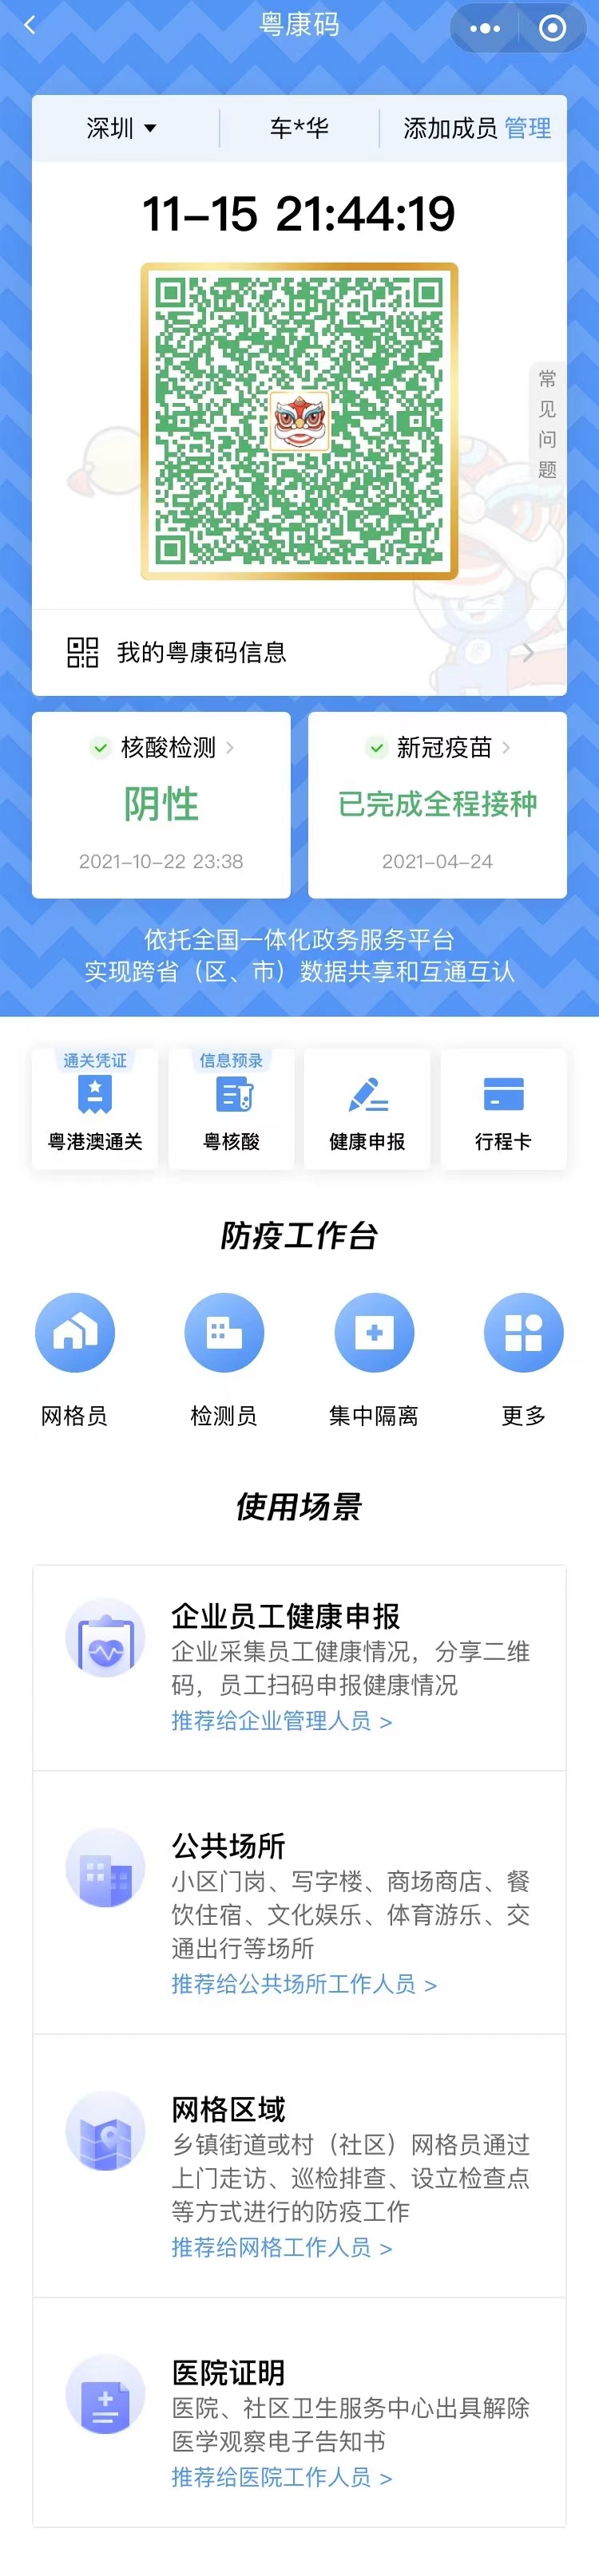 粤康码
深圳 车*华 添加成员 管理
11-15 21:44:19
常见问题
我的粤康码信息
核酸检测
阴性
2021-10-22 23:38
新冠疫苗
已完成全程接种
2021-04-24
依托全国一体化政务服务平台
实现跨省（区、市）数据共享和互通互认
通关凭证
粤港澳通关
信息预录
粤核酸
健康申报
行程卡
防疫工作台
网格员 检测员 集中隔离 更多
使用场景
企业员工健康申报
企业采集员工健康情况，分享二维
码，员工扫码申报健康情况
推荐给企业管理人员 >
公共场所
小区门岗、写字楼、商场商店、餐
饮住宿、文化娱乐、体育游乐、交
通出行等场所
推荐给公共场所工作人员 >
网格区域
乡镇街道或村（社区）网格员通过
上门走访、巡检排查、设立检查点
等方式进行的防疫工作
推荐给网格工作人员 >
医院证明
医院、社区卫生服务中心出具解除
医学观察电子告知书
推荐给医院工作人员 >